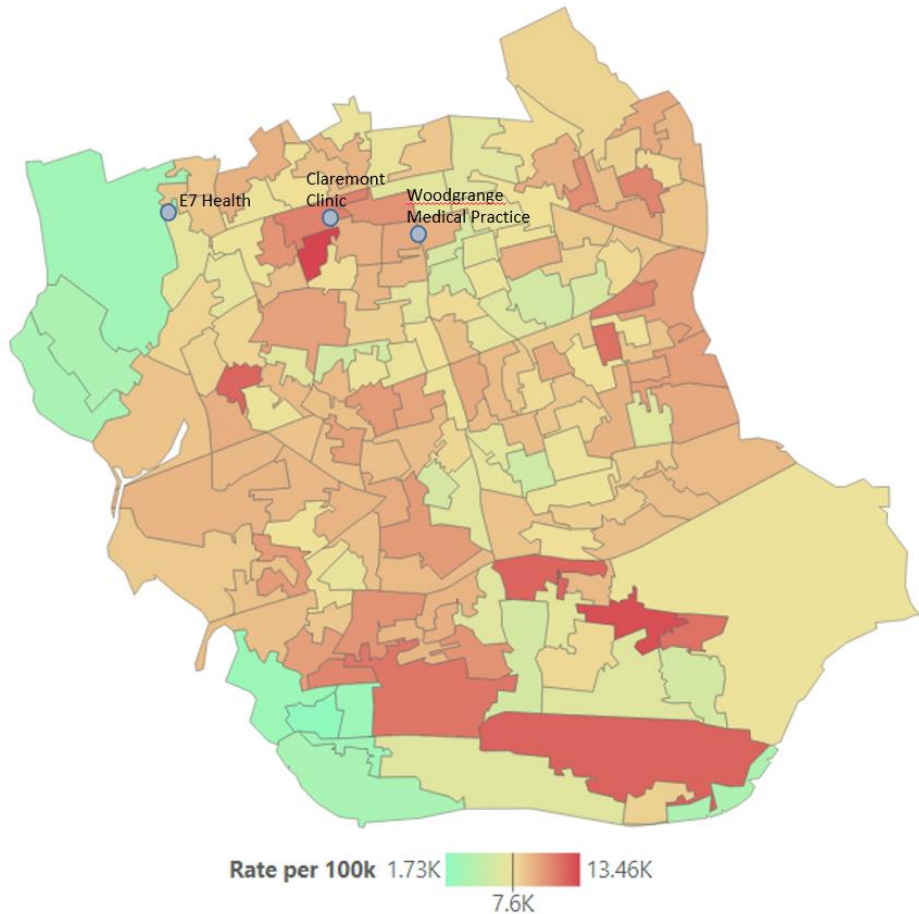 E7 Health
Claremont
Clinic
Woodgrange
Medical Practice
Rate per 100k 1.73K 13.46K
7.6K